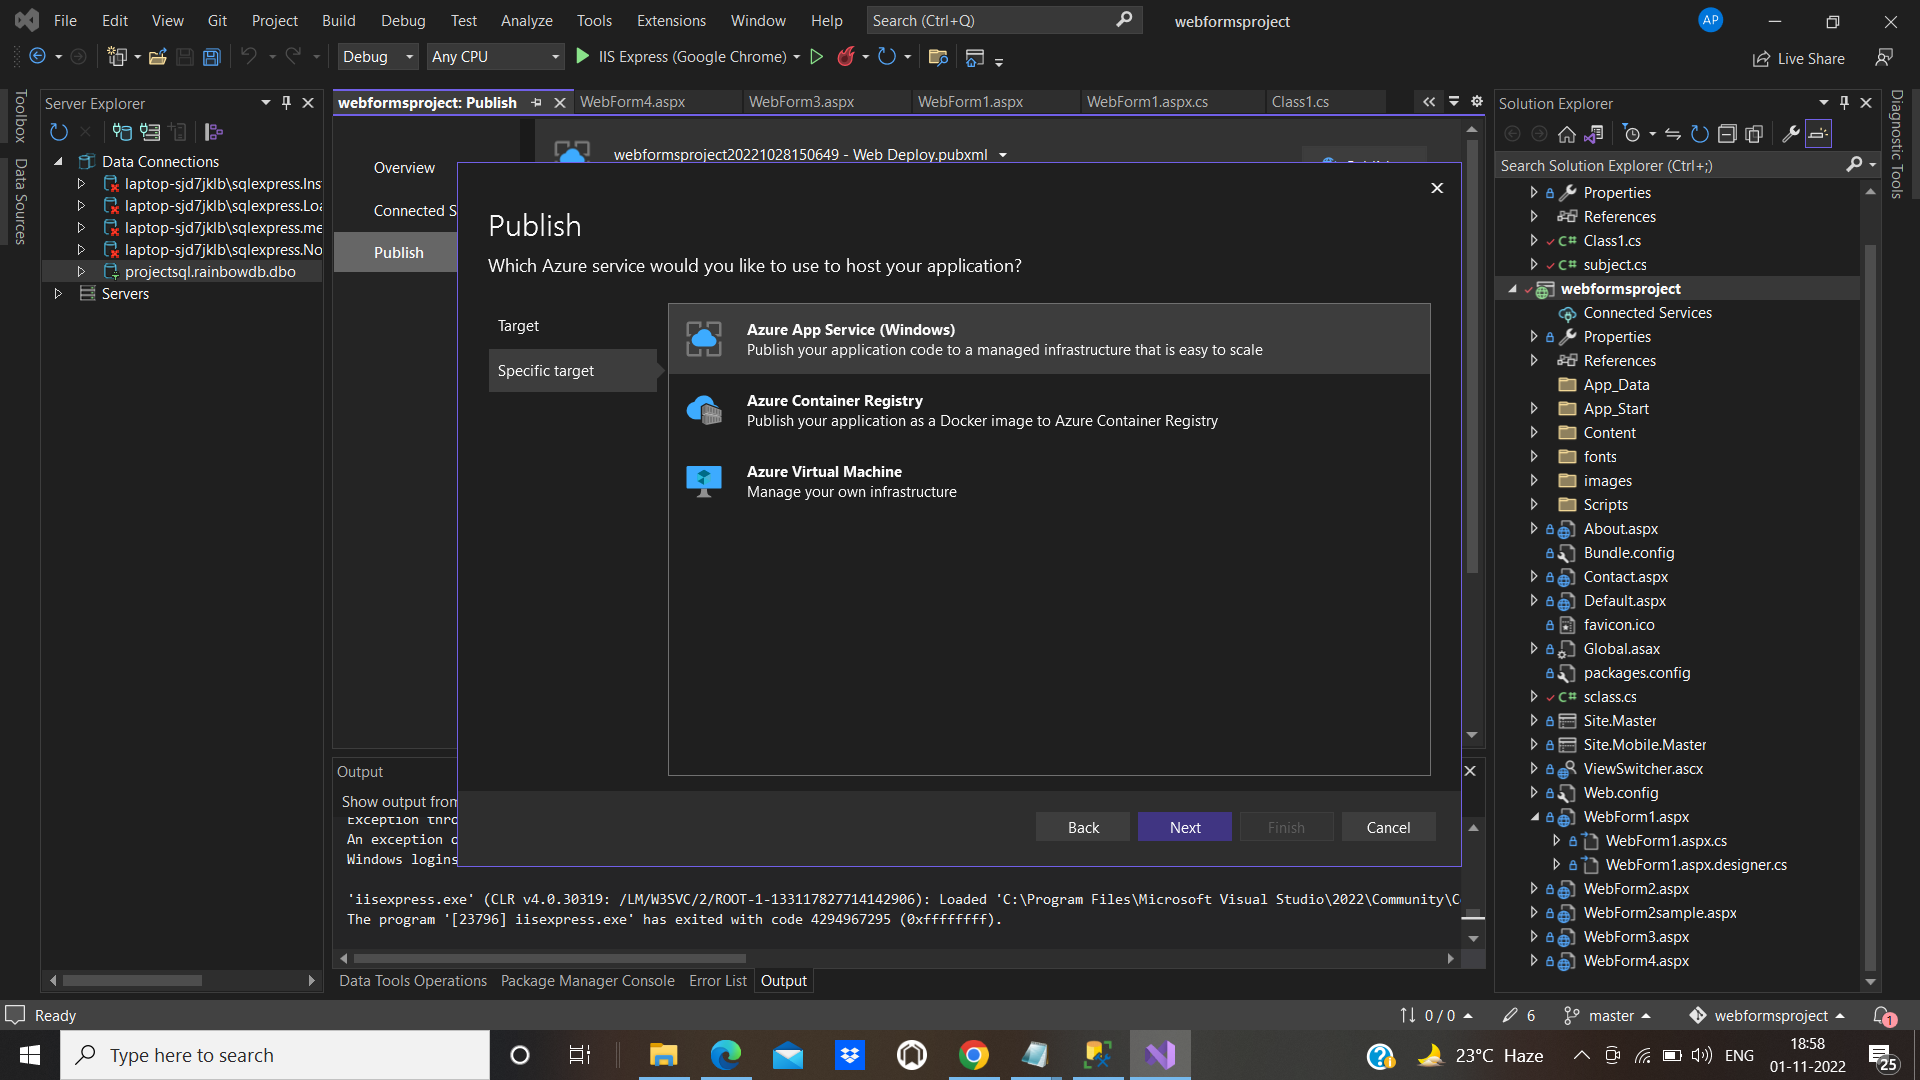 File Edit View Git Project Build Debug Test Analyze Tools Extensions Window Help Search (Ctrl+Q) webformsproject AP
Debug Any CPU IIS Express (Google Chrome) Live Share
Toolbox
Data Sources
Server Explorer
Data Connections
laptop-sjd7jklb\sqlexpress.Ins
laptop-sjd7jklb\sqlexpress.Loa
laptop-sjd7jklb\sqlexpress.me
laptop-sjd7jklb\sqlexpress.No
projectsql.rainbowdb.dbo
Servers
webformsproject: Publish WebForm4.aspx WebForm3.aspx WebForm1.aspx WebForm1.aspx.cs Class1.cs
Overview
Connected S
Publish
webformsproject20221028150649 - Web Deploy.pubxml
Publish
Which Azure service would you like to use to host your application?
Target
Specific target
Azure App Service (Windows)
Publish your application code to a managed infrastructure that is easy to scale
Azure Container Registry
Publish your application as a Docker image to Azure Container Registry
Azure Virtual Machine
Manage your own infrastructure
Back Next Finish Cancel
Output
Show output from
Exception thro
An exception o
Windows logins
'iisexpress.exe' (CLR v4.0.30319: /LM/W3SVC/2/ROOT-1-133117827714142906): Loaded 'C:\Program Files\Microsoft Visual Studio\2022\Community\C
The program '[23796] iisexpress.exe' has exited with code 4294967295 (0xffffffff).
Data Tools Operations Package Manager Console Error List Output
Solution Explorer
Search Solution Explorer (Ctrl+;)
Properties
References
Class1.cs
subject.cs
webformsproject
Connected Services
Properties
References
App_Data
App_Start
Content
fonts
images
Scripts
About.aspx
Bundle.config
Contact.aspx
Default.aspx
favicon.ico
Global.asax
packages.config
sclass.cs
Site.Master
Site.Mobile.Master
ViewSwitcher.ascx
Web.config
WebForm1.aspx
WebForm1.aspx.cs
WebForm1.aspx.designer.cs
WebForm2.aspx
WebForm2sample.aspx
WebForm3.aspx
WebForm4.aspx
Diagnostic Tools
Ready 0 / 0 6 master webformsproject 1
Type here to search 23°C Haze ENG 18:58
01-11-2022 25